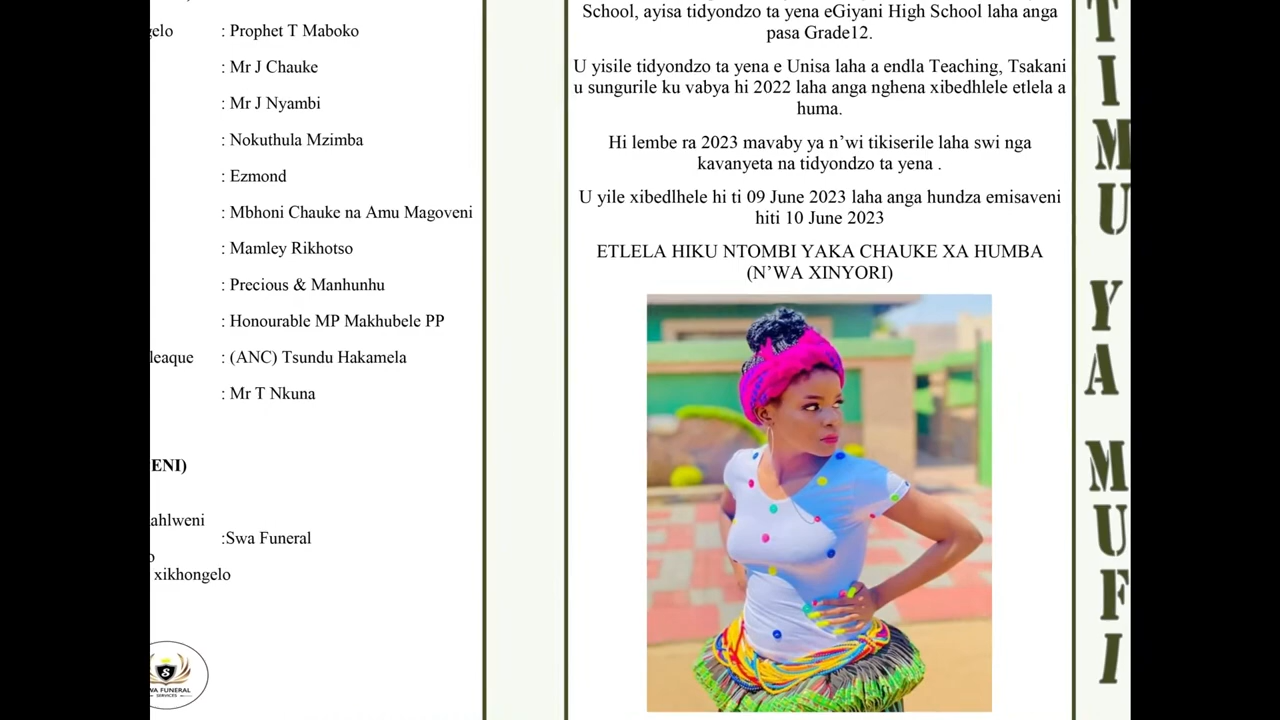 gelo : Prophet T Maboko
: Mr J Chauke
: Mr J Nyambi
: Nokuthula Mzimba
: Ezmond
: Mbhoni Chauke na Amu Magoveni
: Mamley Rikhotso
: Precious & Manhunhu
: Honourable MP Makhubele PP
leaque : (ANC) Tsundu Hakamela
: Mr T Nkuna
ENI)
ahlweni
:Swa Funeral
o
xikhongelo
WA FUNERAL
SERVICES
School, ayisa tidyondzo ta yena eGiyani High School laha anga
pasa Grade12.
U yisile tidyondzo ta yena e Unisa laha a endla Teaching, Tsakani
u sungurile ku vabya hi 2022 laha anga nghena xibedhlele etlela a
huma.
Hi lembe ra 2023 mavaby ya n’wi tikiserile laha swi nga
kavanyeta na tidyondzo ta yena .
U yile xibedlhele hi ti 09 June 2023 laha anga hundza emisaveni
hiti 10 June 2023
ETLELA HIKU NTOMBI YAKA CHAUKE XA HUMBA
(N’WA XINYORI)
TIMU YA MUFI